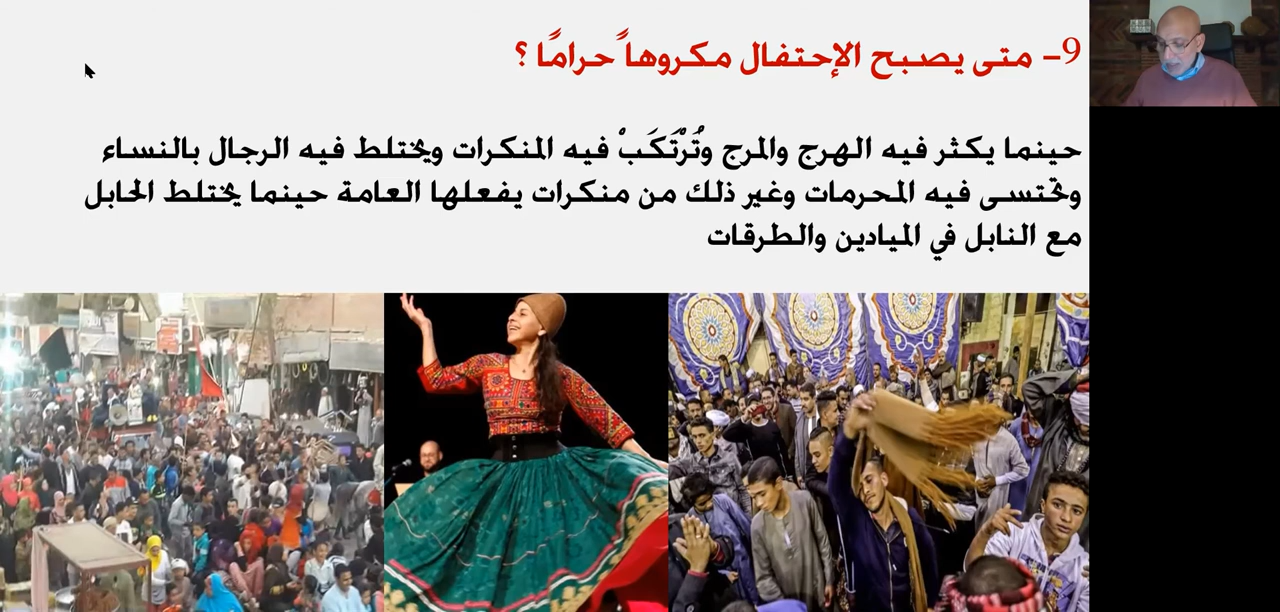 9- متى يصبح الإحتفال مكروهاً حرامًا ؟
حينما يكثر فيه الهرج والمرج وتُرْتَكَبْ فيه المنكرات ويختلط فيه الرجال بالنساء
وتحتسى فيه المحرمات وغير ذلك من منكرات يفعلها العامة حينما يختلط الحابل
مع النابل في الميادين والطرقات